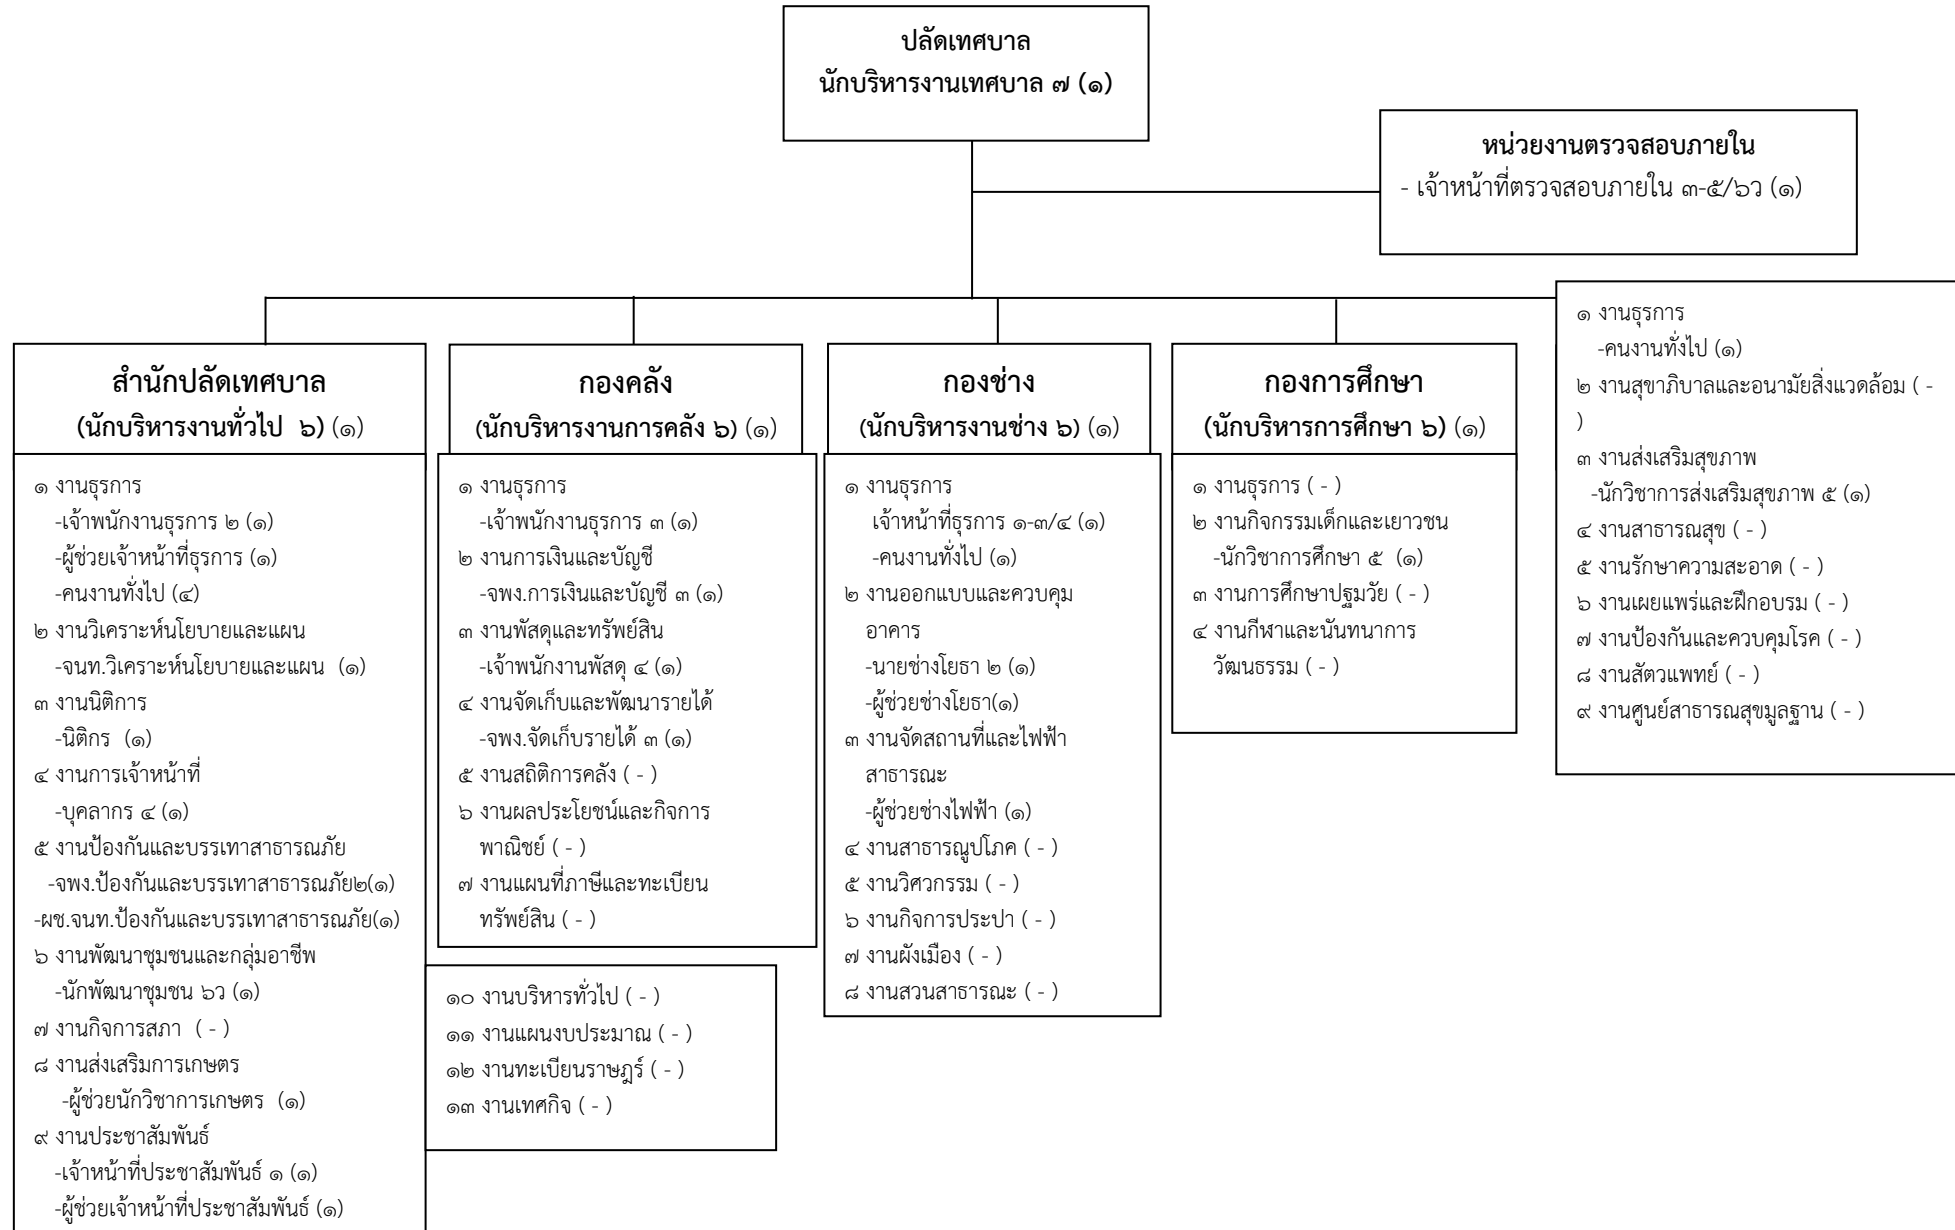 ปลัดเทศบาล
นักบริหารงานเทศบาล ๗ (๑)
หน่วยงานตรวจสอบภายใน
- เจ้าหน้าที่ตรวจสอบภายใน ๓-๕/๖ว (๑)
สำนักปลัดเทศบาล
(นักบริหารงานทั่วไป ๖) (๑)
๑ งานธุรการ
-เจ้าพนักงานธุรการ ๒ (๑)
-ผู้ช่วยเจ้าหน้าที่ธุรการ (๑)
-คนงานทั่วไป (๔)
๒ งานวิเคราะห์นโยบายและแผน
-จนท.วิเคราะห์นโยบายและแผน (๑)
๓ งานนิติการ
-นิติกร (๑)
๔ งานการเจ้าหน้าที่
-บุคลากร ๔ (๑)
๕ งานป้องกันและบรรเทาสาธารณภัย
-จพง.ป้องกันและบรรเทาสาธารณภัย๒(๑)
-ผช.จนท.ป้องกันและบรรเทาสาธารณภัย(๑)
๖ งานพัฒนาชุมชนและกลุ่มอาชีพ
-นักพัฒนาชุมชน ๖ว (๑)
๗ งานกิจการสภา ( - )
๘ งานส่งเสริมการเกษตร
-ผู้ช่วยนักวิชาการเกษตร (๑)
๙ งานประชาสัมพันธ์
-เจ้าหน้าที่ประชาสัมพันธ์ ๑ (๑)
-ผู้ช่วยเจ้าหน้าที่ประชาสัมพันธ์ (๑)
๑๐ งานบริหารทั่วไป ( - )
๑๑ งานแผนงบประมาณ ( - )
๑๒ งานทะเบียนราษฎร์ ( - )
๑๓ งานเทศกิจ ( - )
กองคลัง
(นักบริหารงานการคลัง ๖) (๑)
๑ งานธุรการ
-เจ้าพนักงานธุรการ ๓ (๑)
๒ งานการเงินและบัญชี
-จพง.การเงินและบัญชี ๓ (๑)
๓ งานพัสดุและทรัพย์สิน
-เจ้าพนักงานพัสดุ ๔ (๑)
๔ งานจัดเก็บและพัฒนารายได้
-จพง.จัดเก็บรายได้ ๓ (๑)
๕ งานสถิติการคลัง ( - )
๖ งานผลประโยชน์และกิจการ
พาณิชย์ ( - )
๗ งานแผนที่ภาษีและทะเบียน
ทรัพย์สิน ( - )
กองช่าง
(นักบริหารงานช่าง ๖) (๑)
๑ งานธุรการ
เจ้าหน้าที่ธุรการ ๑-๓/๔ (๑)
-คนงานทั่วไป (๑)
๒ งานออกแบบและควบคุม
อาคาร
-นายช่างโยธา ๒ (๑)
-ผู้ช่วยช่างโยธา(๑)
๓ งานจัดสถานที่และไฟฟ้า
สาธารณะ
-ผู้ช่วยช่างไฟฟ้า (๑)
๔ งานสาธารณูปโภค ( - )
๕ งานวิศวกรรม ( - )
๖ งานกิจการประปา ( - )
๗ งานผังเมือง ( - )
๘ งานสวนสาธารณะ ( - )
กองการศึกษา
(นักบริหารการศึกษา ๖) (๑)
๑ งานธุรการ ( - )
๒ งานกิจกรรมเด็กและเยาวชน
-นักวิชาการศึกษา ๕ (๑)
๓ งานการศึกษาปฐมวัย ( - )
๔ งานกีฬาและนันทนาการ
วัฒนธรรม ( - )
๑ งานธุรการ
-คนงานทั่วไป (๑)
๒ งานสุขาภิบาลและอนามัยสิ่งแวดล้อม ( -
)
๓ งานส่งเสริมสุขภาพ
-นักวิชาการส่งเสริมสุขภาพ ๕ (๑)
๔ งานสาธารณสุข ( - )
๕ งานรักษาความสะอาด ( - )
๖ งานเผยแพร่และฝึกอบรม ( - )
๗ งานป้องกันและควบคุมโรค ( - )
๘ งานสัตวแพทย์ ( - )
๙ งานศูนย์สาธารณสุขมูลฐาน ( - )